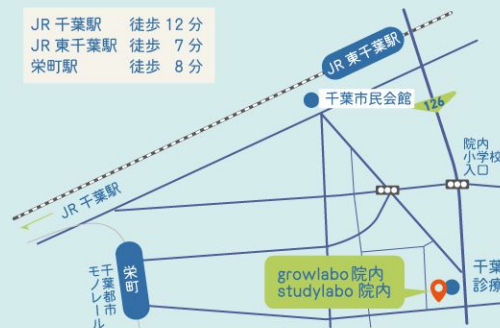 JR 千葉駅　徒歩 12 分
JR 東千葉駅　徒歩 7 分
栄町駅　徒歩 8 分
JR 東千葉駅
千葉市民会館
126
院内
小学校
入口
JR 千葉駅
栄町
千葉都市
モノレール
growlabo 院内
studylabo 院内
千葉
診療